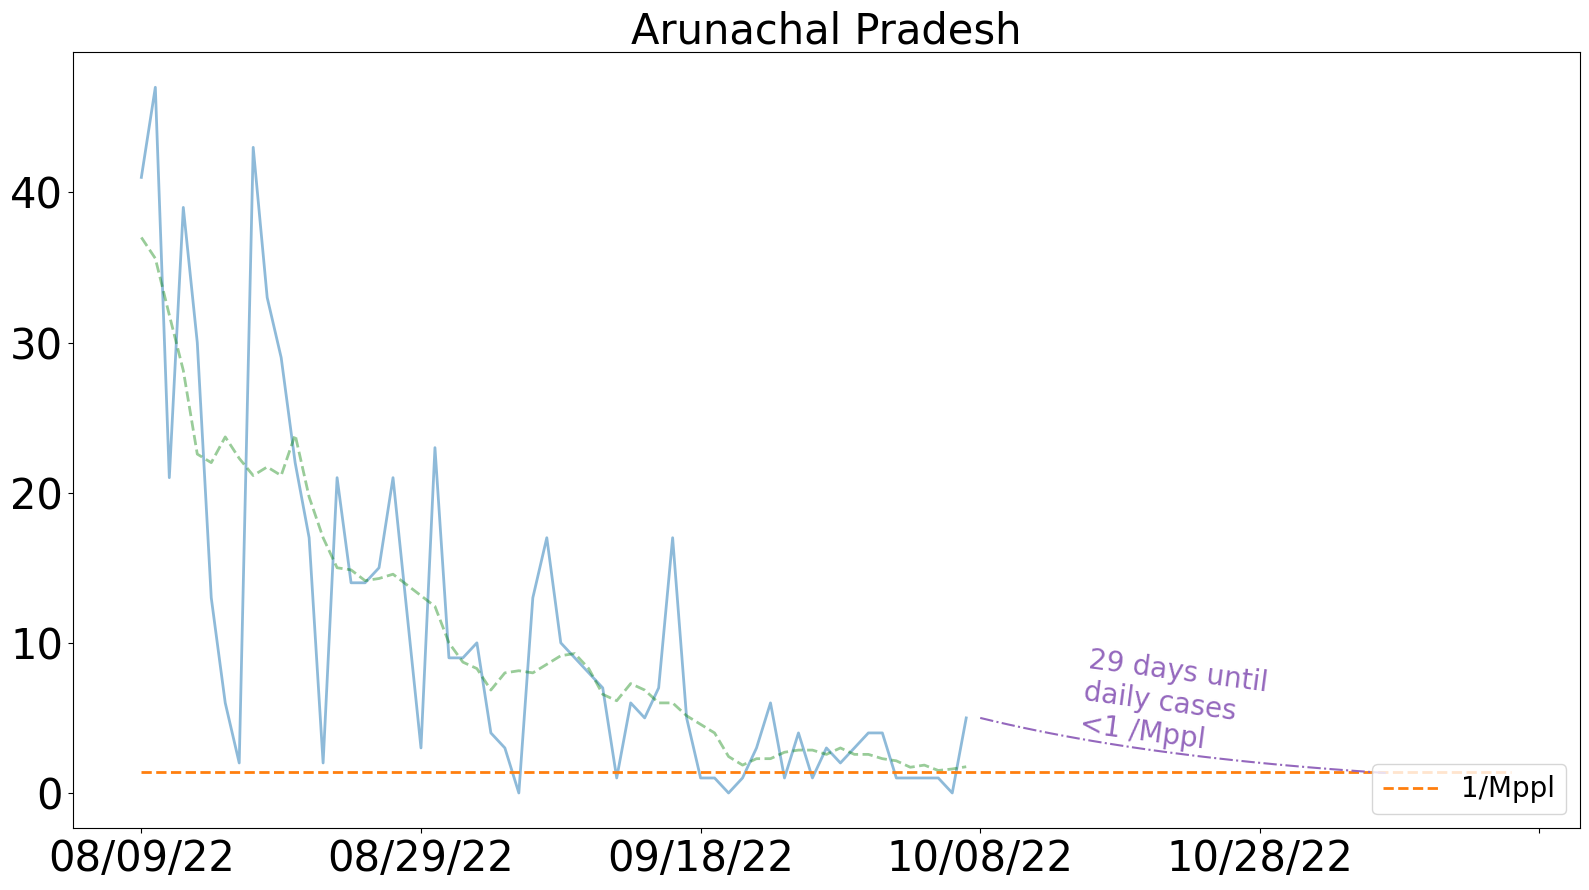 Arunachal Pradesh
40
30
20
10
0
29 days until
daily cases
<1 /Mppl
1/Mppl
08/09/22
08/29/22
09/18/22
10/08/22
10/28/22